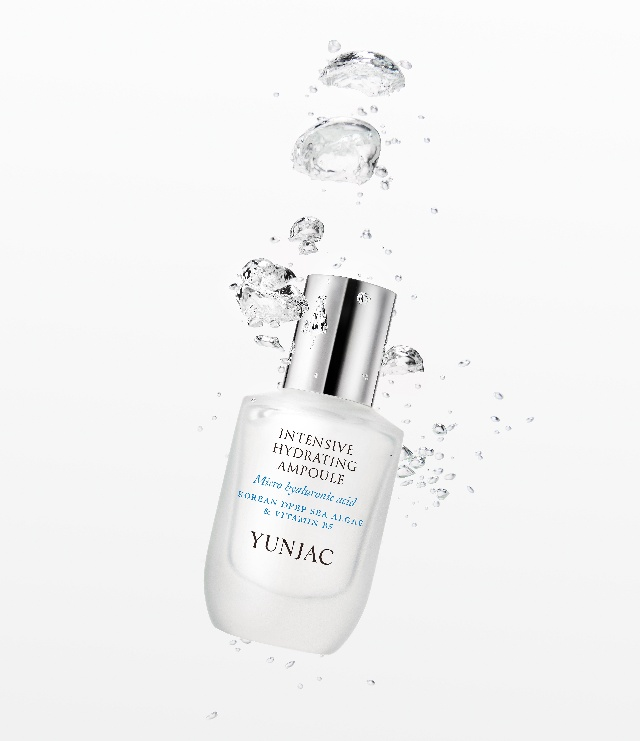 INTENSIVE
HYDRATING
AMPOULE
Micro hyaluronic acid
KOREAN DEEP SEA ALGAE
& VITAMIN B5
YUNJAC